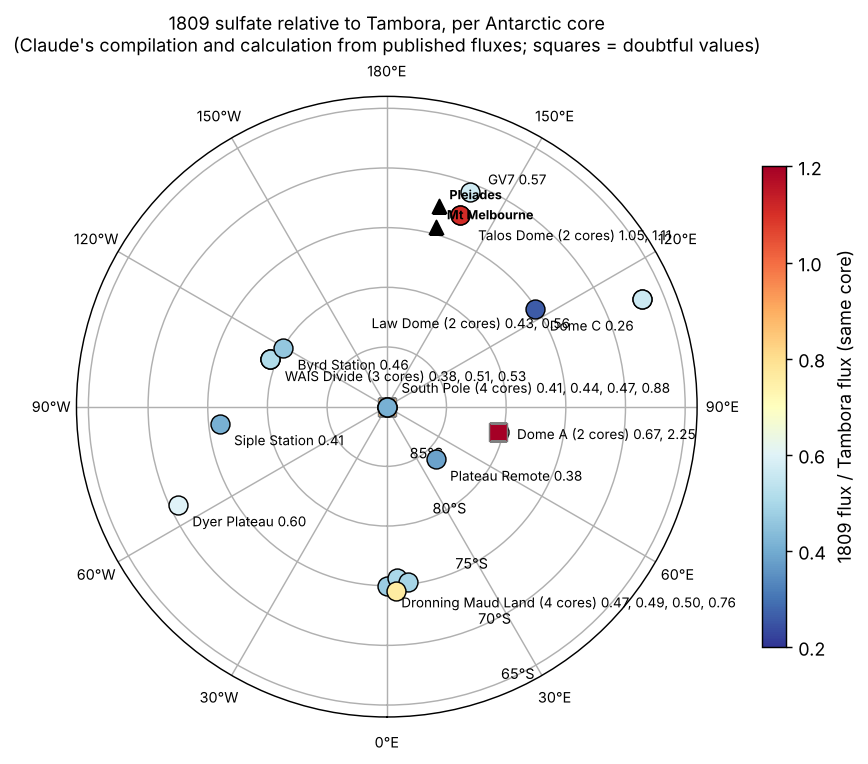 1809 sulfate relative to Tambora, per Antarctic core
(Claude's compilation and calculation from published fluxes; squares = doubtful values)
180°E
150°W
150°E
GV7 0.57
Pleiades
Mt Melbourne
Talos Dome (2 cores) 1.05, 1.11
120°W
120°E
Law Dome (2 cores) 0.43, 0.56
Dome C 0.26
Byrd Station 0.46
WAIS Divide (3 cores) 0.38, 0.51, 0.53
South Pole (4 cores) 0.41, 0.44, 0.47, 0.88
90°W
90°E
Dome A (2 cores) 0.67, 2.25
Siple Station 0.41
85°S
Plateau Remote 0.38
80°S
Dyer Plateau 0.60
75°S
60°W
60°E
Dronning Maud Land (4 cores) 0.47, 0.49, 0.50, 0.76
70°S
65°S
30°W
30°E
0°E
1.2
1.0
0.8
0.6
0.4
0.2
1809 flux / Tambora flux (same core)